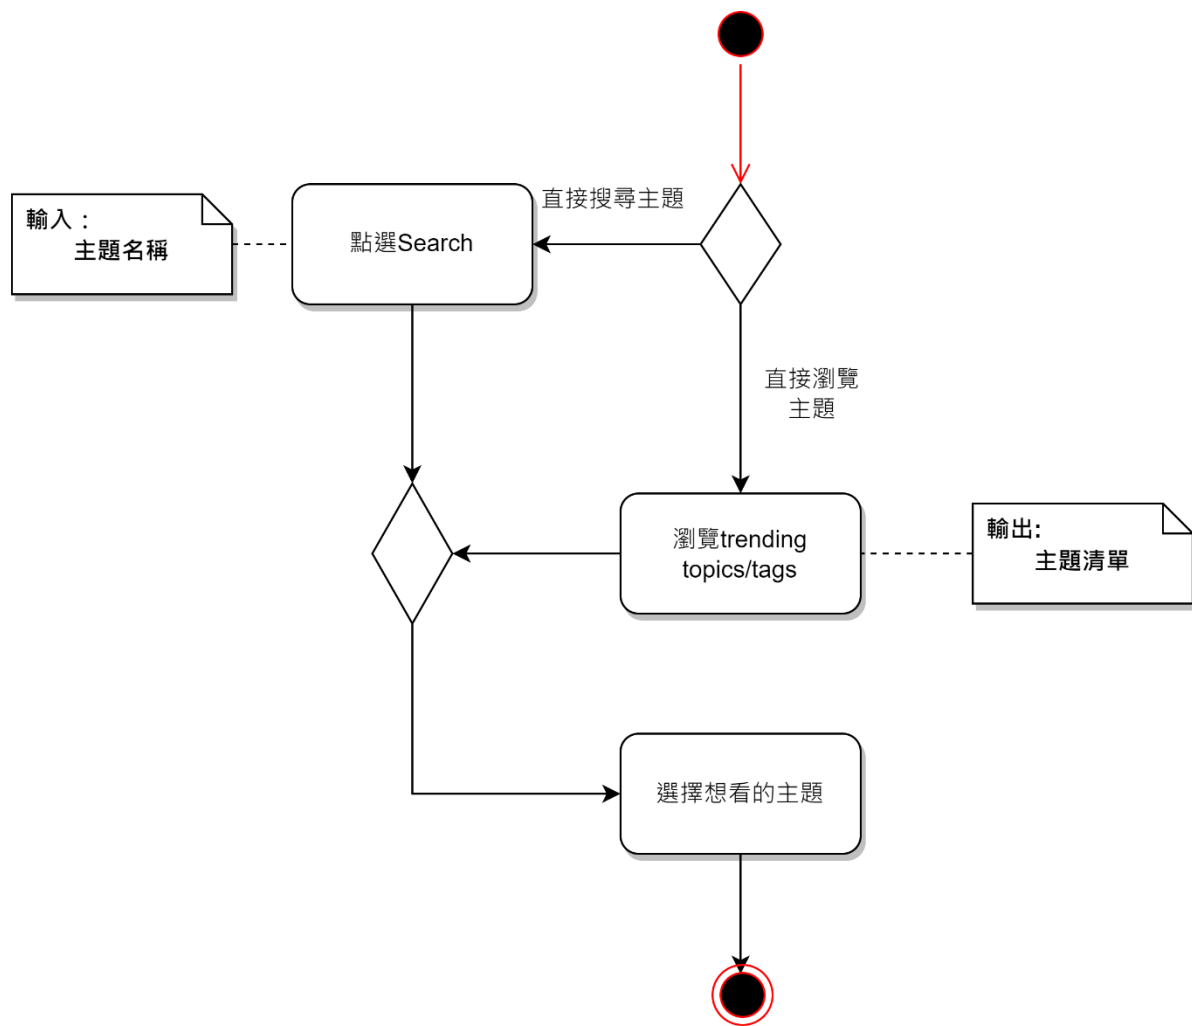 直接搜尋主題
輸入：
主題名稱
點選Search
直接瀏覽
主題
瀏覽trending
topics/tags
輸出:
主題清單
選擇想看的主題